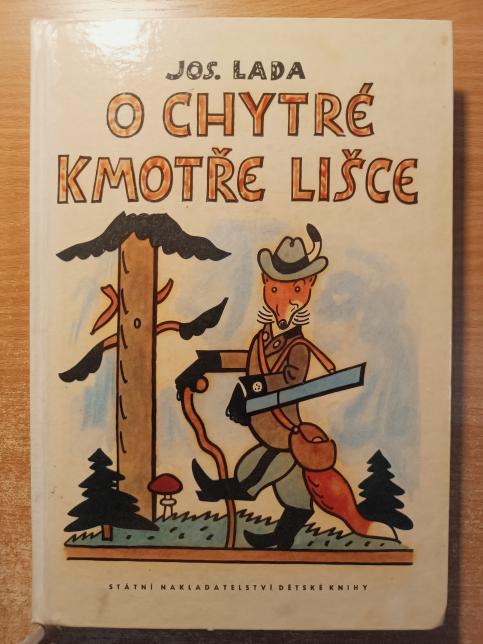 JOS. LADA
O CHYTRÉ
KMOTŘE LIŠCE
STÁTNÍ NAKLADATELSTVÍ DĚTSKÉ KNIHY